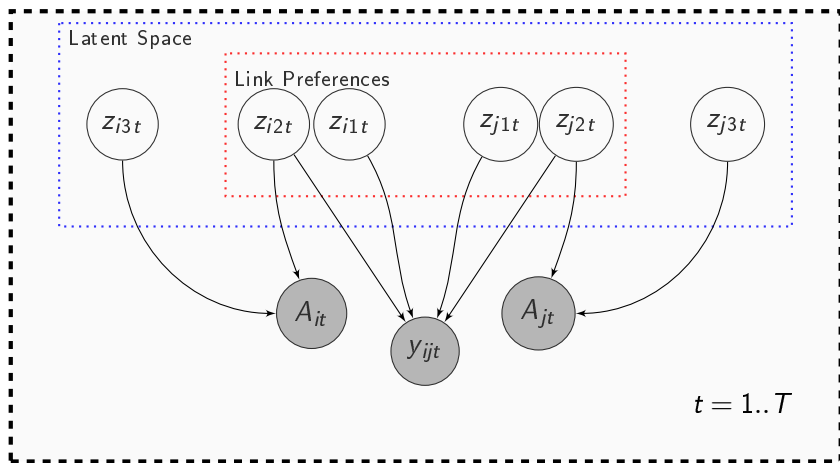 Latent Space
Link Preferences
z_{i3t} z_{i2t} z_{i1t} z_{j1t} z_{j2t} z_{j3t}
A_{it} A_{jt}
y_{ijt}
t = 1..T